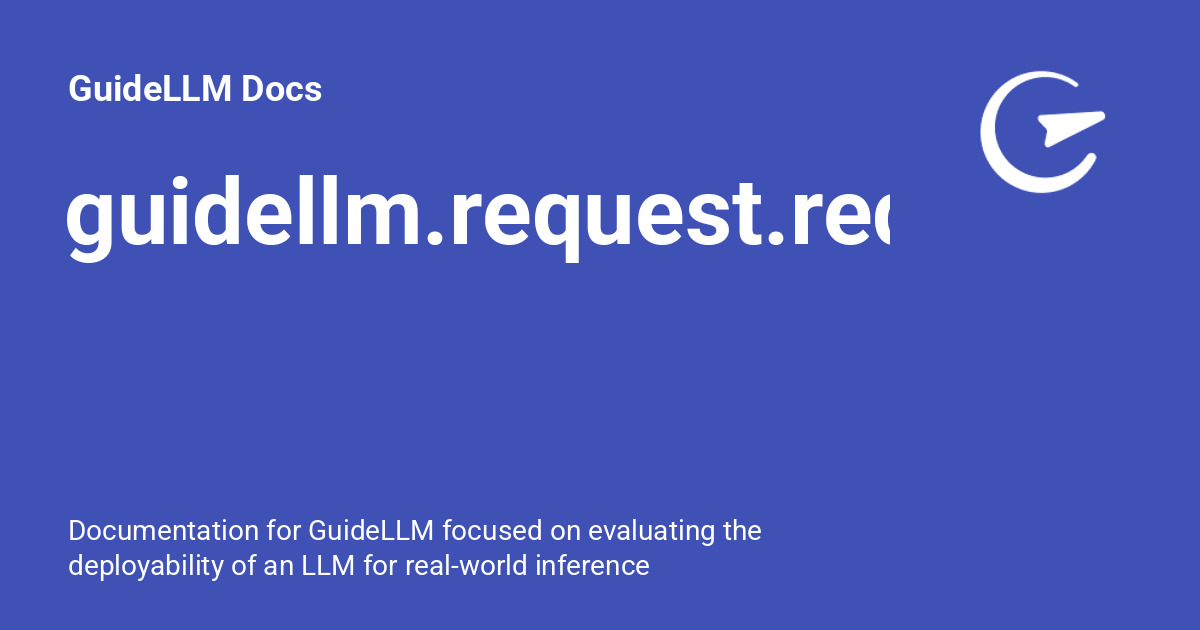 GuideLLM Docs
guidellm.request.re
Documentation for GuideLLM focused on evaluating the
deployability of an LLM for real-world inference